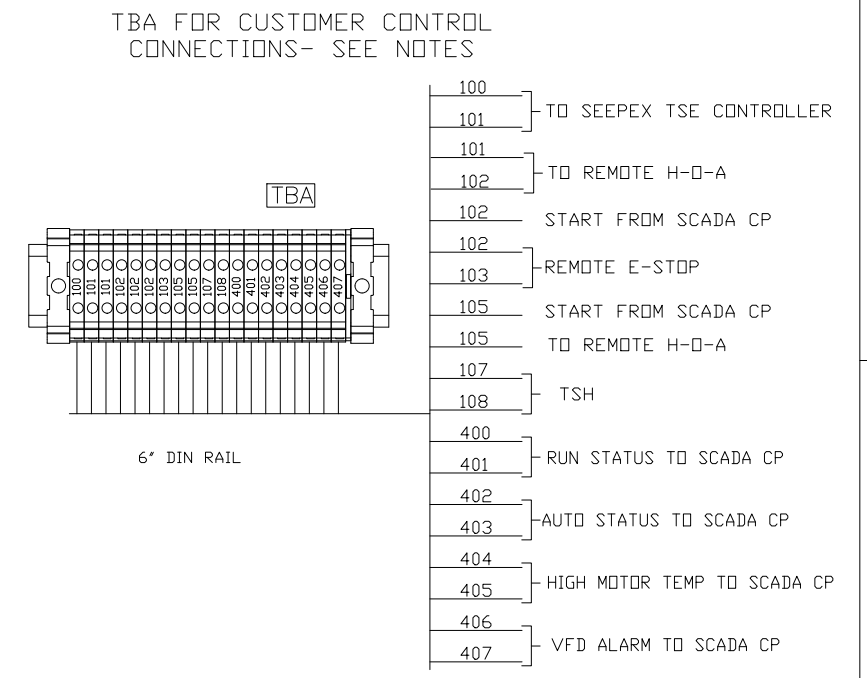 TBA FOR CUSTOMER CONTROL
CONNECTIONS- SEE NOTES
TBA
100 101 101 102 102 102 103 105 105 107 108 400 401 402 403 404 405 406 407
6" DIN RAIL
100
101
TO SEEPEX TSE CONTROLLER
101
102
TO REMOTE H-O-A
102 START FROM SCADA CP
102
103
REMOTE E-STOP
105 START FROM SCADA CP
105 TO REMOTE H-O-A
107
108
TSH
400
401
RUN STATUS TO SCADA CP
402
403
AUTO STATUS TO SCADA CP
404
405
HIGH MOTOR TEMP TO SCADA CP
406
407
VFD ALARM TO SCADA CP